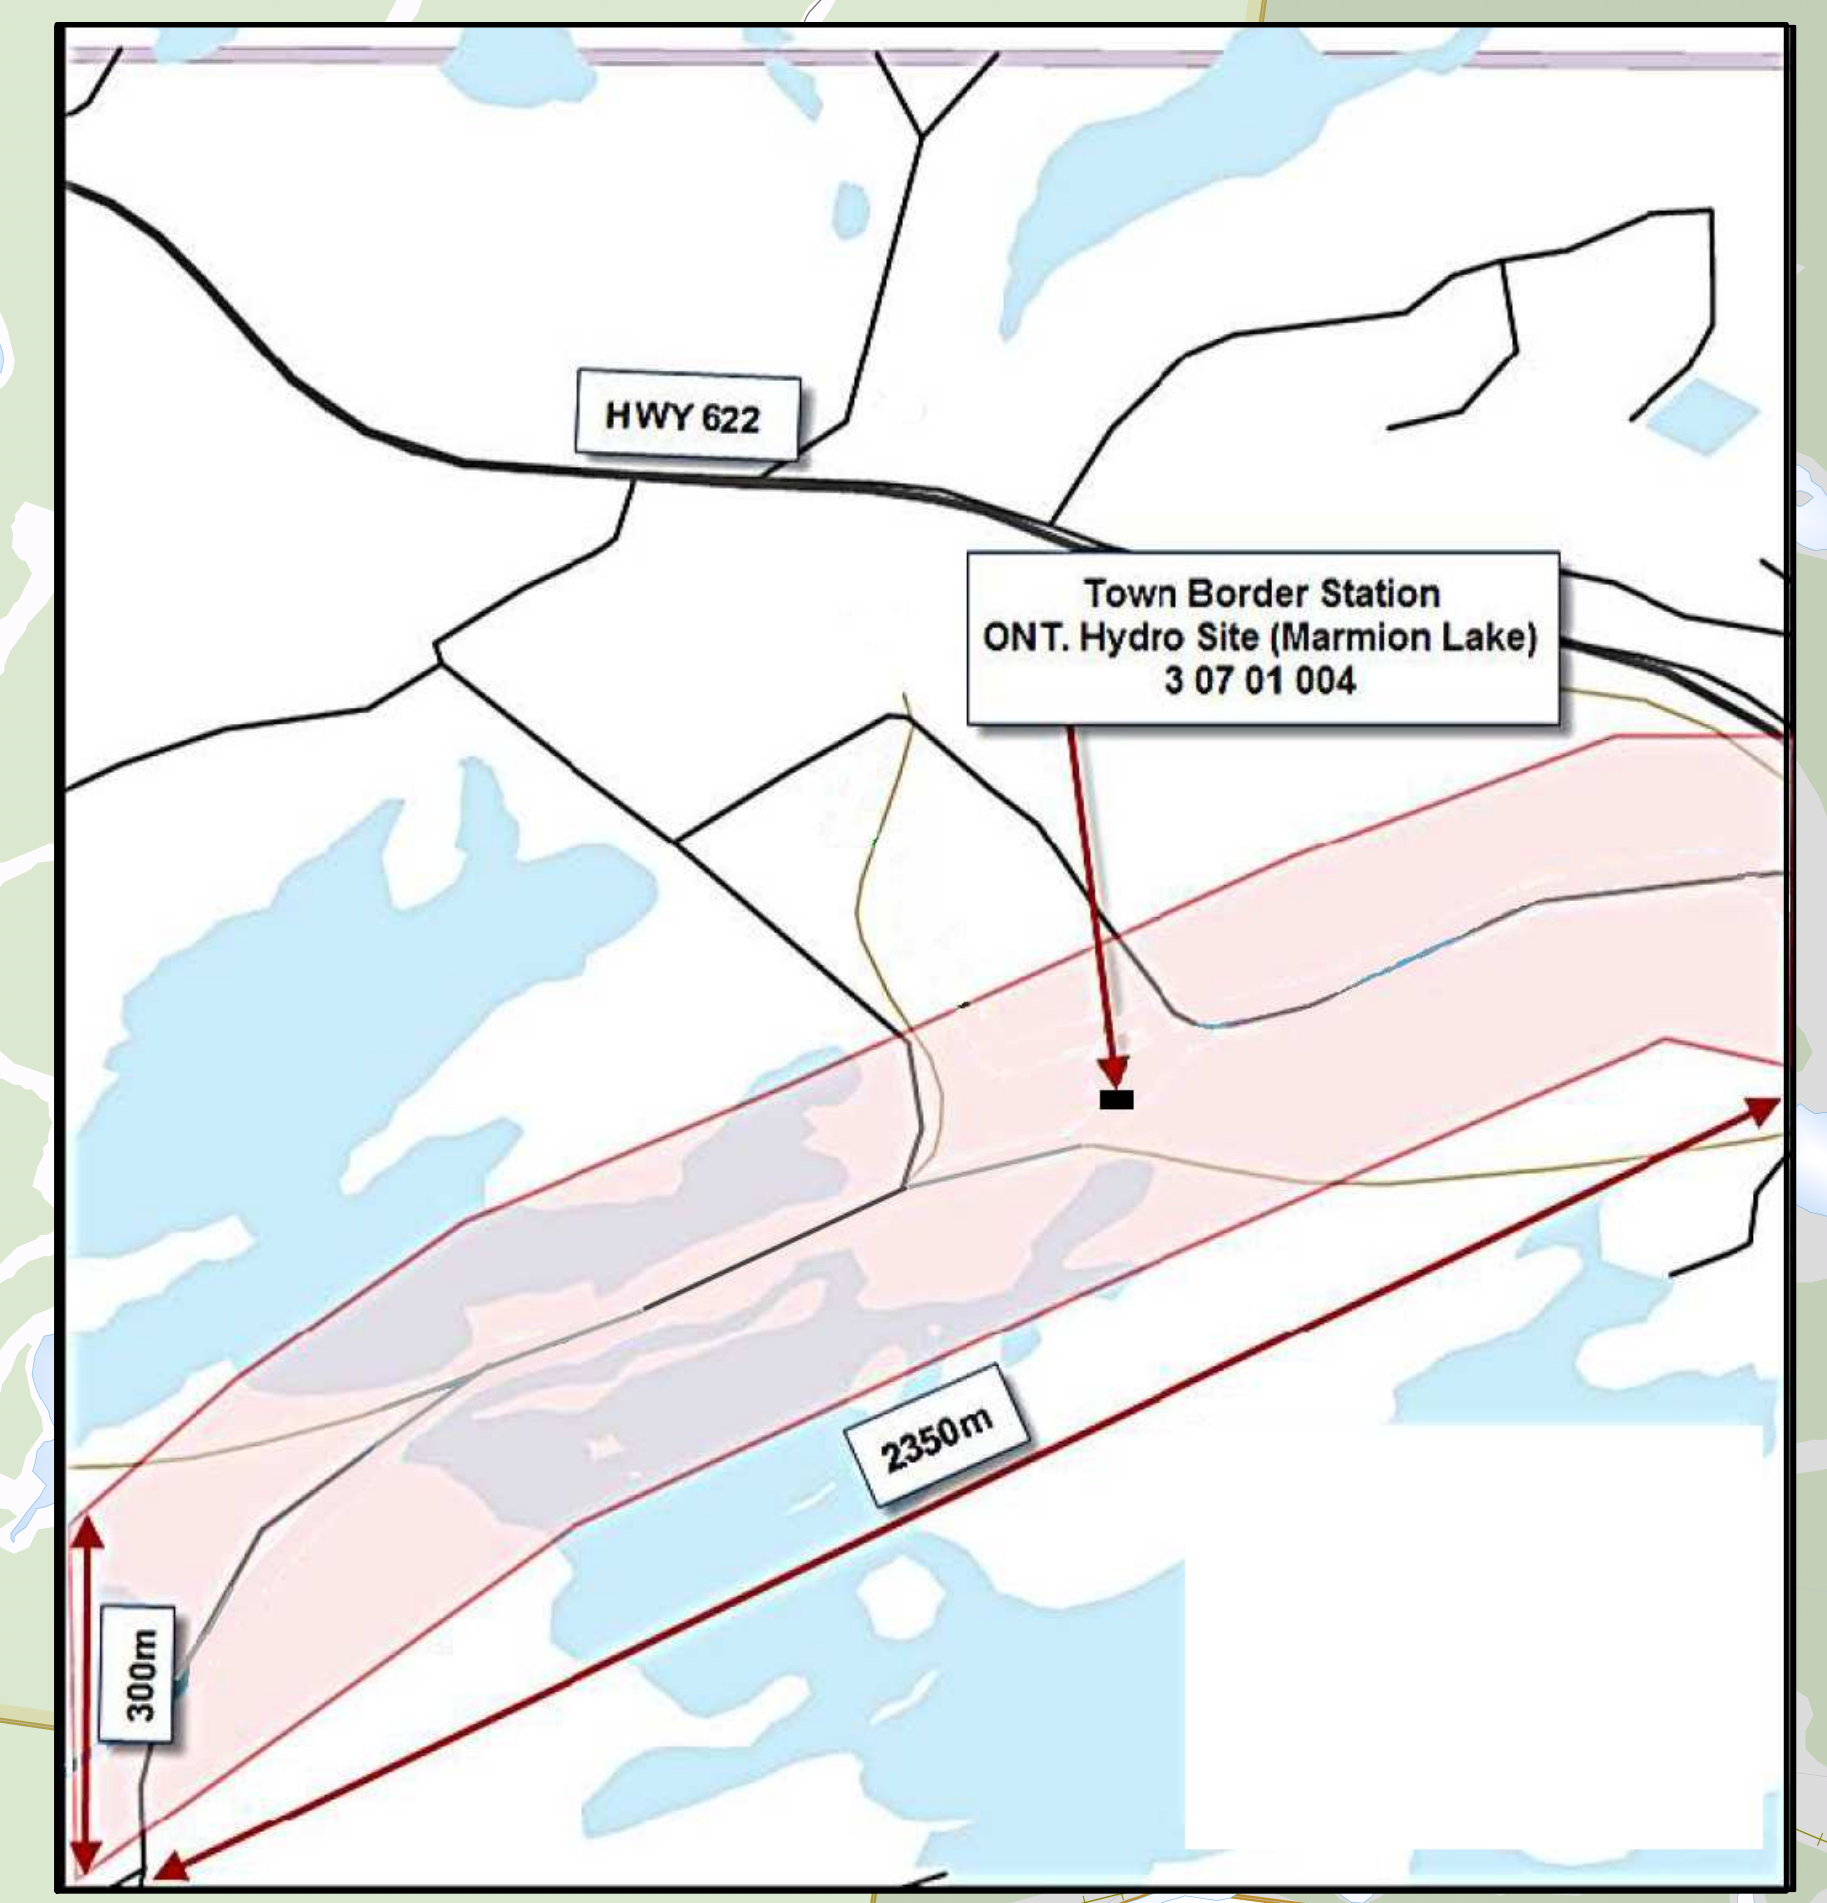 HWY 622
Town Border Station
ONT. Hydro Site (Marmion Lake)
3 07 01 004
2350m
300m